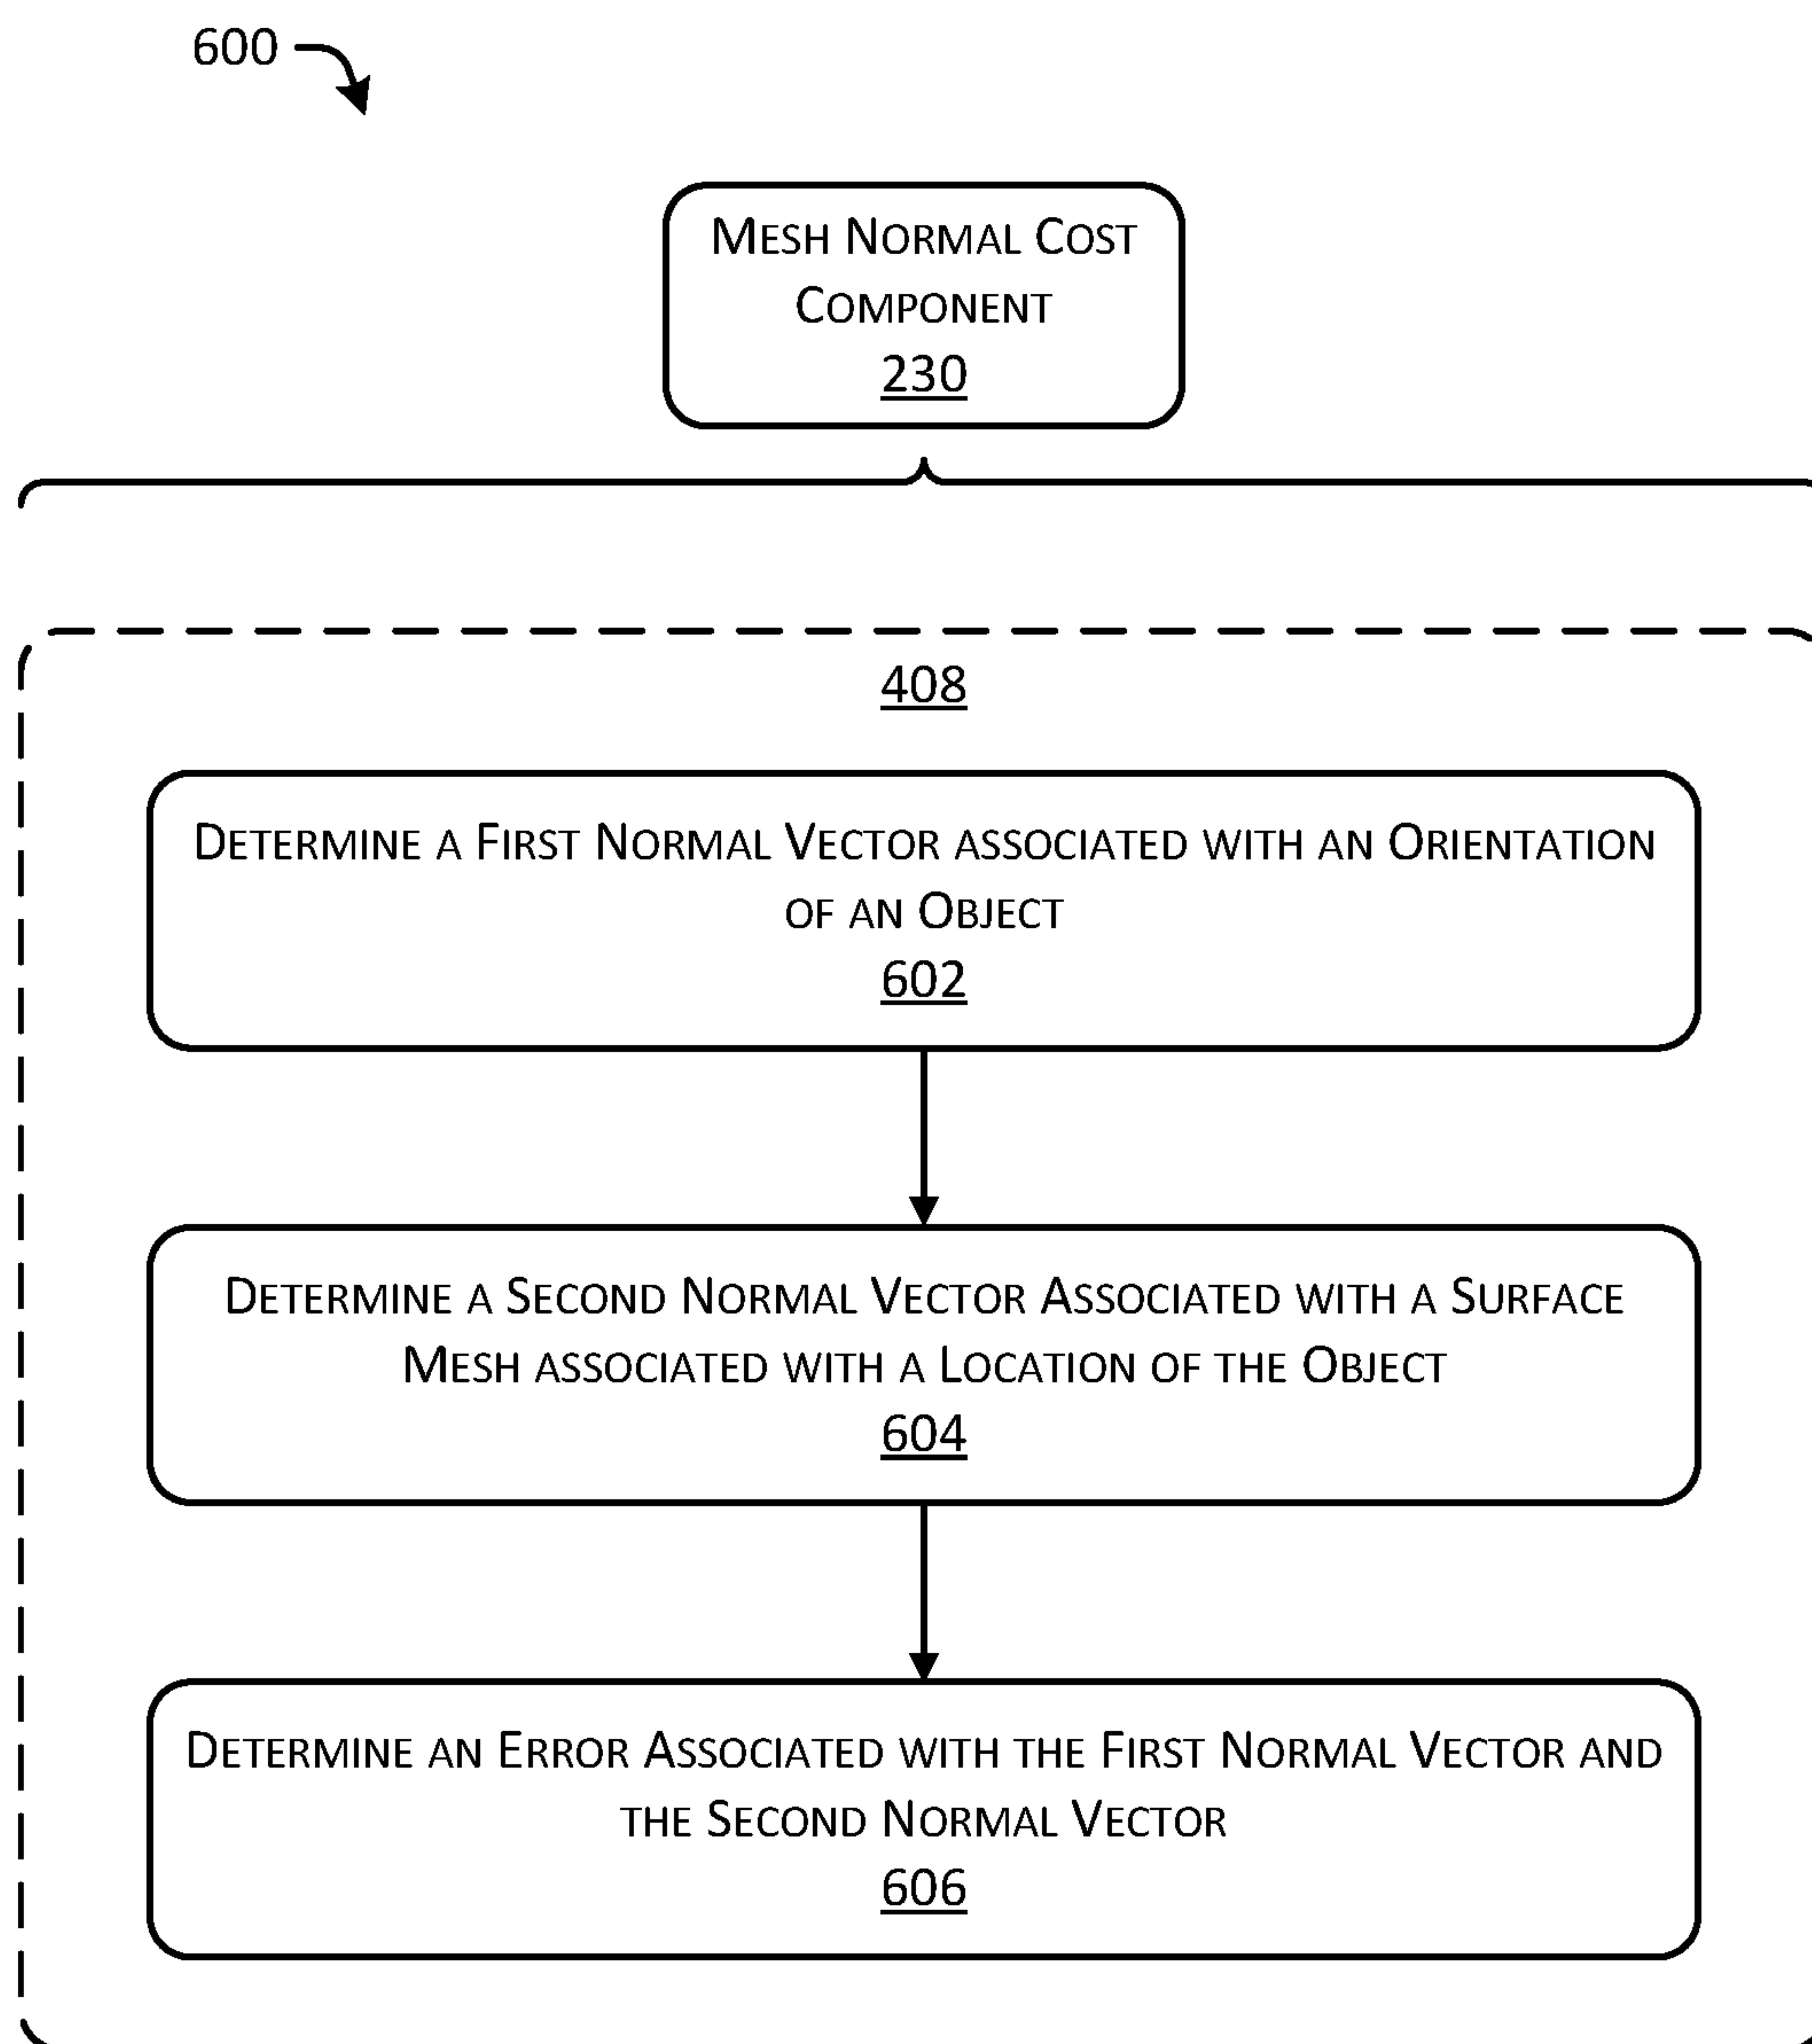 600
MESH NORMAL COST
COMPONENT
230
408
DETERMINE A FIRST NORMAL VECTOR ASSOCIATED WITH AN ORIENTATION
OF AN OBJECT
602
DETERMINE A SECOND NORMAL VECTOR ASSOCIATED WITH A SURFACE
MESH ASSOCIATED WITH A LOCATION OF THE OBJECT
604
DETERMINE AN ERROR ASSOCIATED WITH THE FIRST NORMAL VECTOR AND
THE SECOND NORMAL VECTOR
606